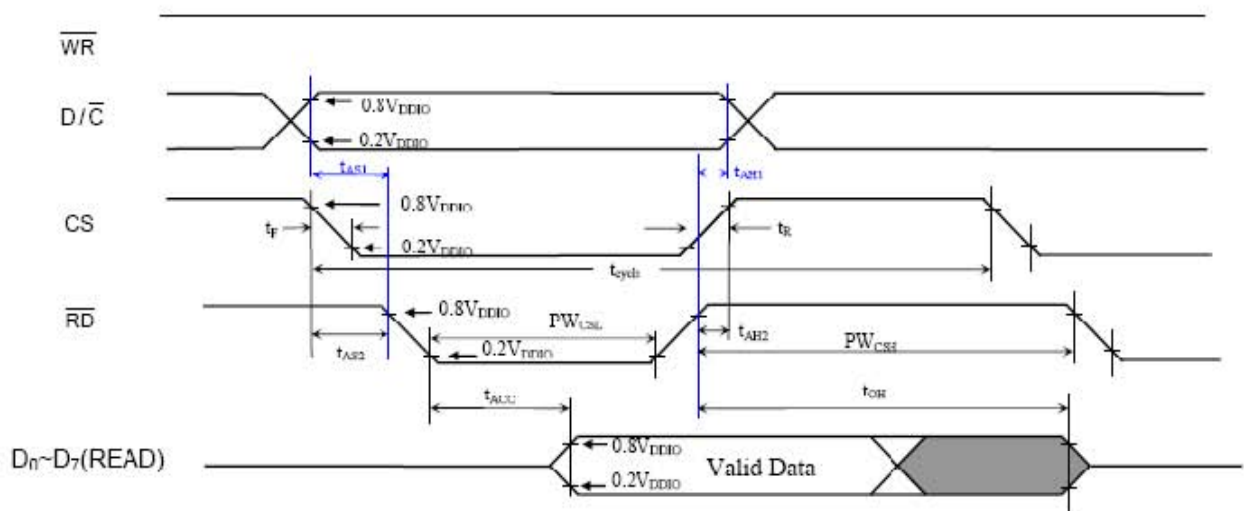 WR
D/C
0.8VDDIO
0.2VDDIO
tAS1
tAH1
CS
0.8VDDIO
tF
0.2VDDIO
tR
tcycle
RD
0.8VDDIO
PWCSL
tAS2
0.2VDDIO
tAH2
PWCSH
tACC
tOH
D0~D7(READ)
0.8VDDIO
Valid Data
0.2VDDIO